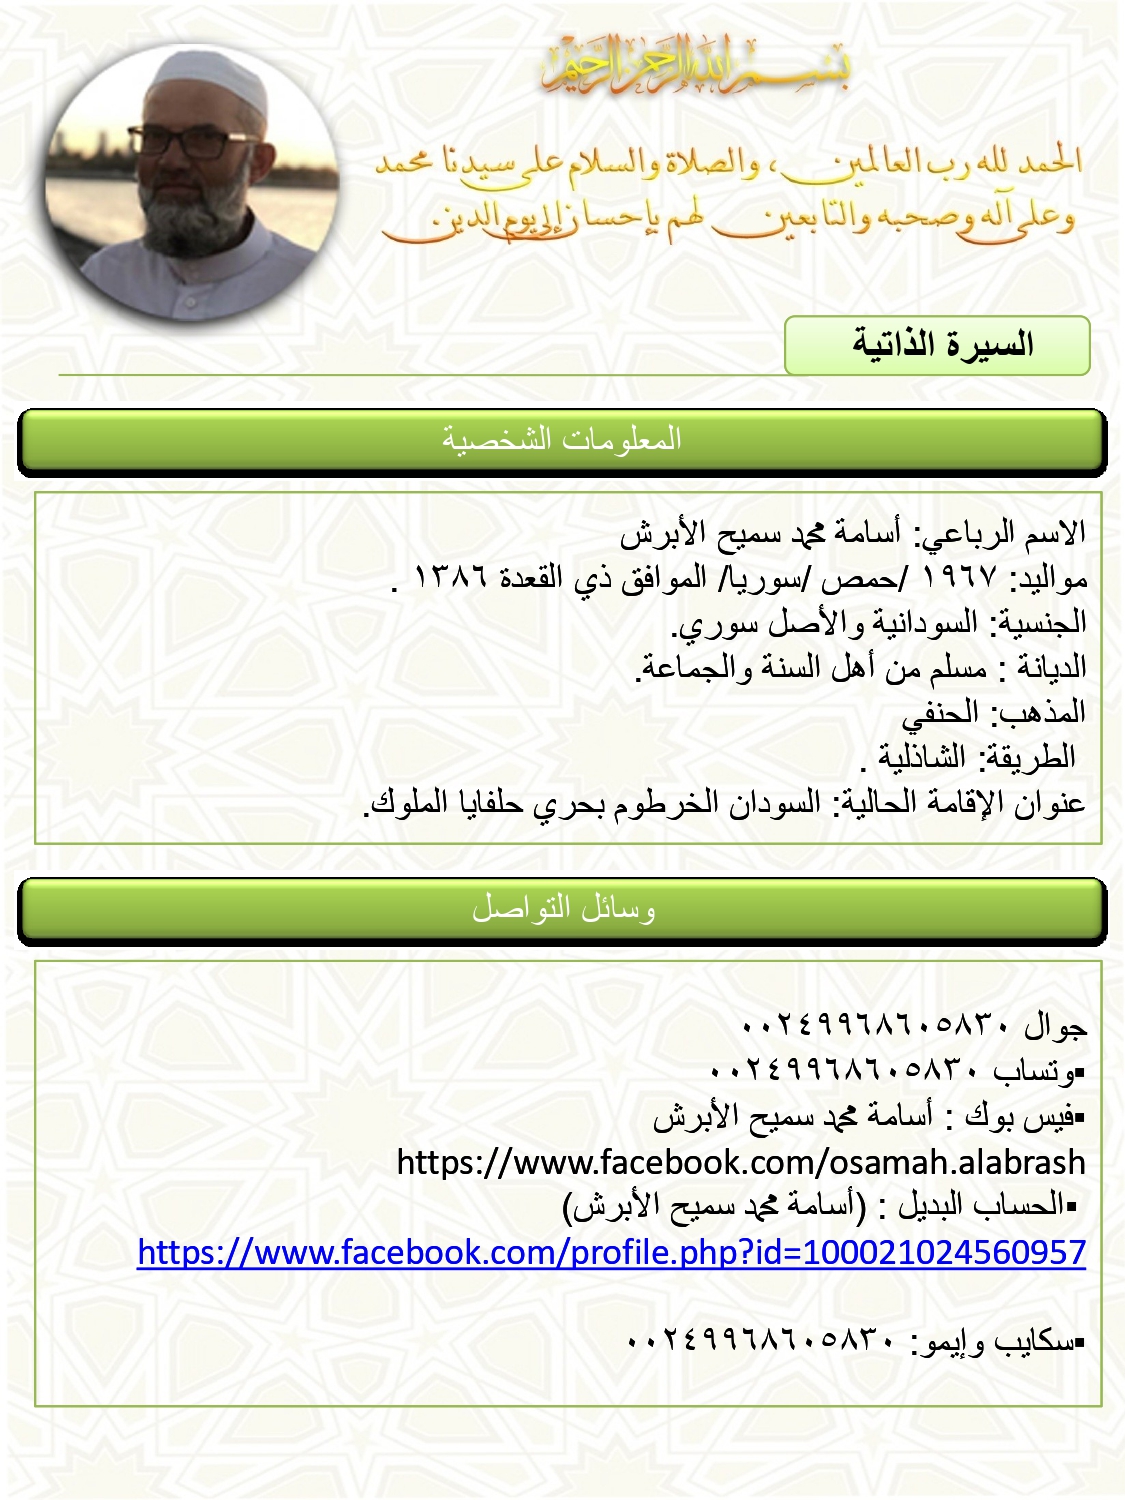 بسم الله الرحمن الرحيم
الحمد لله رب العالمين ، والصلاة والسلام على سيدنا محمد
وعلى آله وصحبه والتابعين لهم بإحسان إلى يوم الدين.
السيرة الذاتية
المعلومات الشخصية
الاسم الرباعي: أسامة محمد سميح الأبرش
مواليد: ١٩٦٧ /حمص /سوريا/ الموافق ذي القعدة ١٣٨٦ .
الجنسية: السودانية والأصل سوري.
الديانة : مسلم من أهل السنة والجماعة.
المذهب: الحنفي
الطريقة: الشاذلية .
عنوان الإقامة الحالية: السودان الخرطوم بحري حلفايا الملوك.
وسائل التواصل
جوال ٠٠٢٤٩٩٦٨٦٠٥٨٣٠
▪وتساب ٠٠٢٤٩٩٦٨٦٠٥٨٣٠
▪فيس بوك : أسامة محمد سميح الأبرش
https://www.facebook.com/osamah.alabrash
▪الحساب البديل : (أسامة محمد سميح الأبرش)
https://www.facebook.com/profile.php?id=100021024560957
▪سكايب وإيمو: ٠٠٢٤٩٩٦٨٦٠٥٨٣٠